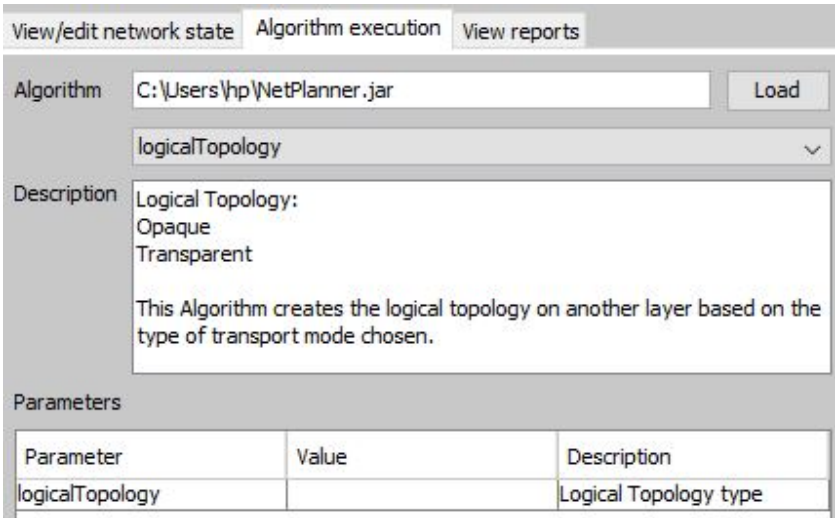 View/edit network state Algorithm execution View reports
Algorithm C:\Users\hp\NetPlanner.jar Load
logicalTopology
Description Logical Topology:
Opaque
Transparent
This Algorithm creates the logical topology on another layer based on the
type of transport mode chosen.
Parameters
Parameter Value Description
logicalTopology Logical Topology type